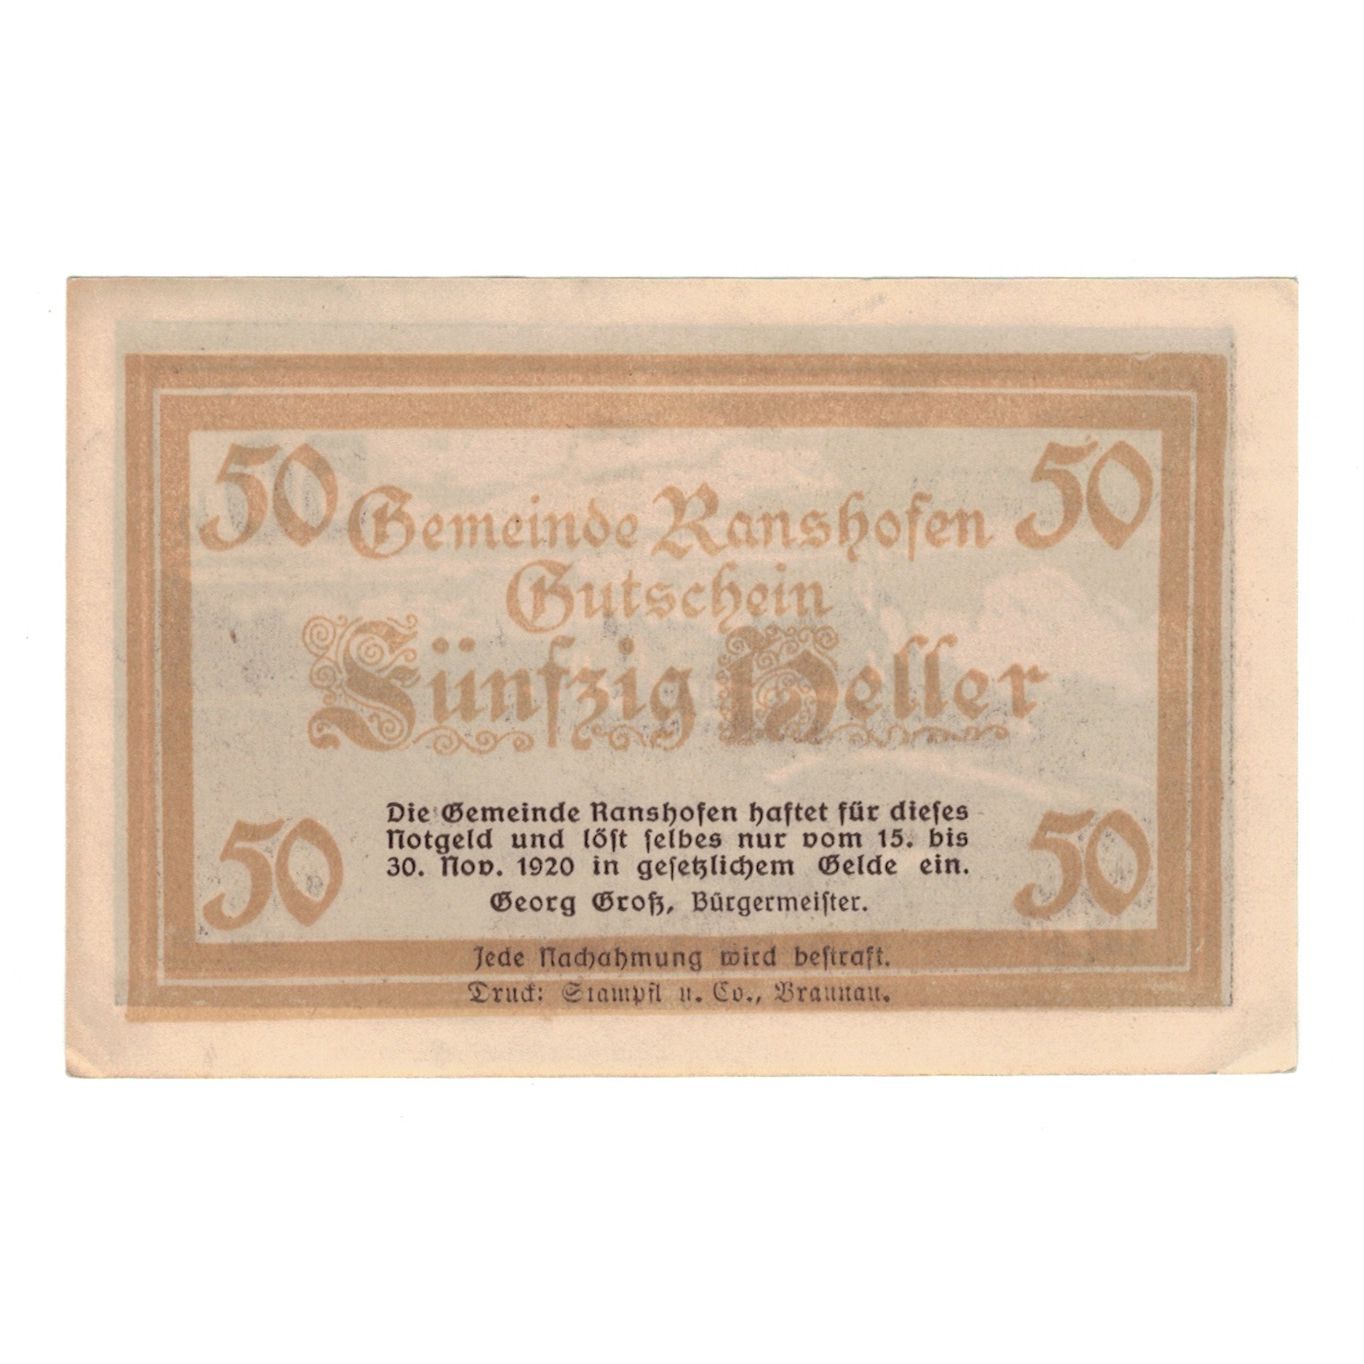 50 50
Gemeinde Ranshofen
Gutschein
Fünfzig Heller
Die Gemeinde Ranshofen haftet für dieses
Notgeld und löst selbes nur vom 15. bis
30. Nov. 1920 in gesetzlichem Gelde ein.
Georg Groß, Bürgermeister.
50 50
Jede Nachahmung wird bestraft.
Druck: Stampfl u. Co., Braunau.